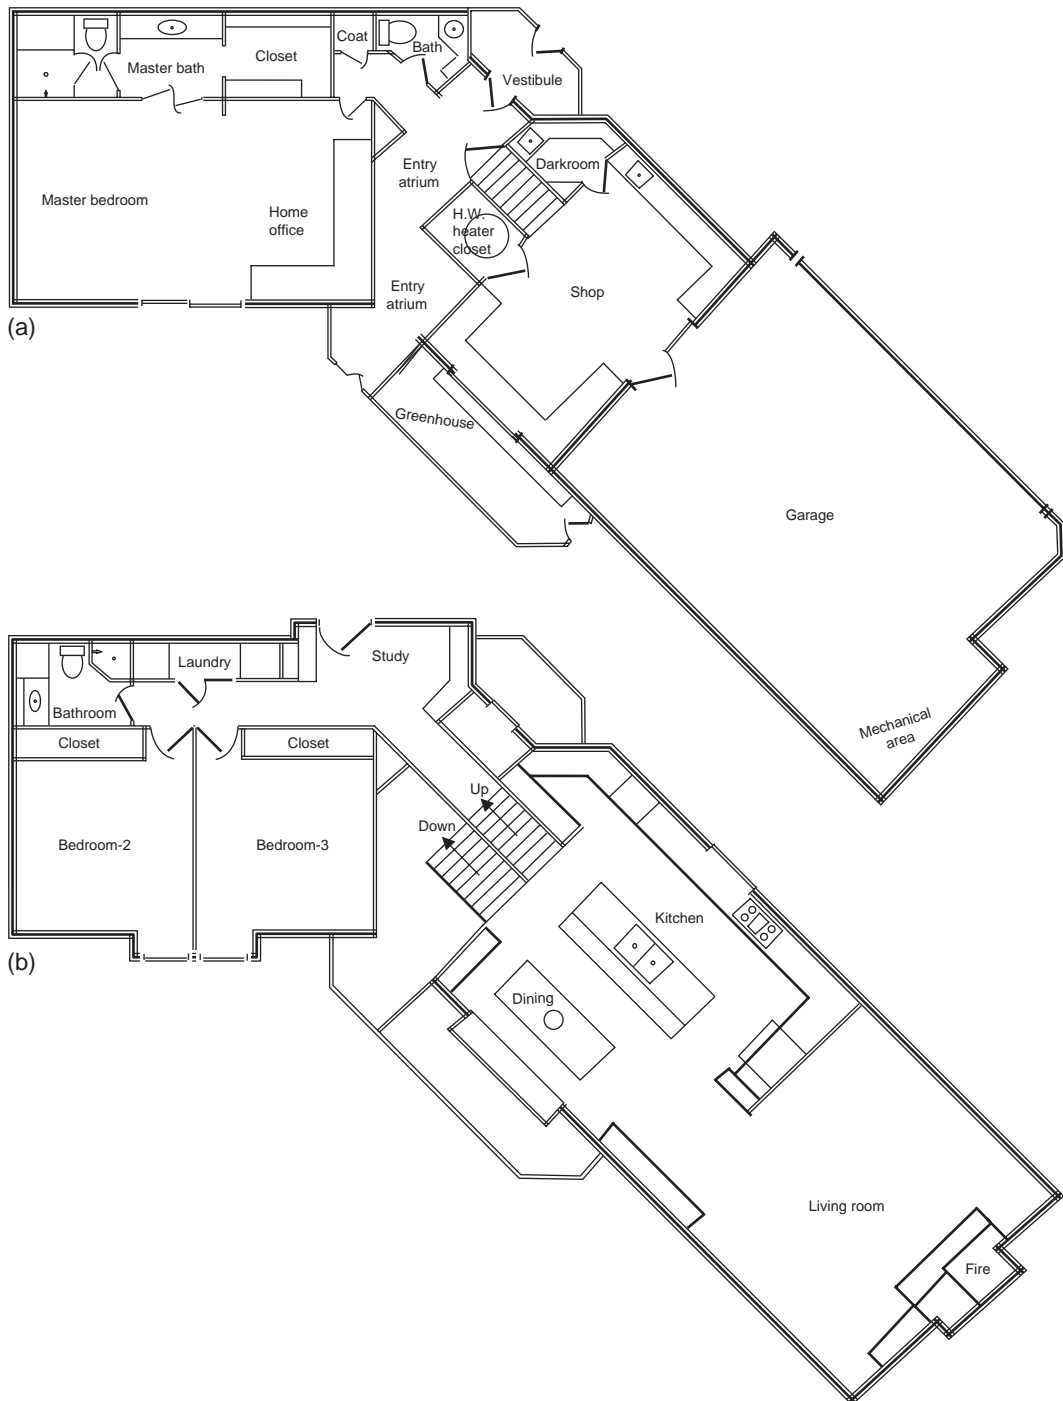 Coat
Bath
Closet
Master bath
Vestibule
Entry
atrium
Darkroom
Master bedroom
Home
office
H.W.
heater
closet
Entry
atrium
Shop
(a)
Greenhouse
Garage
Mechanical
area
Laundry
Study
Bathroom
Closet
Closet
Up
Down
Bedroom-2
Bedroom-3
Kitchen
(b)
Dining
Living room
Fire